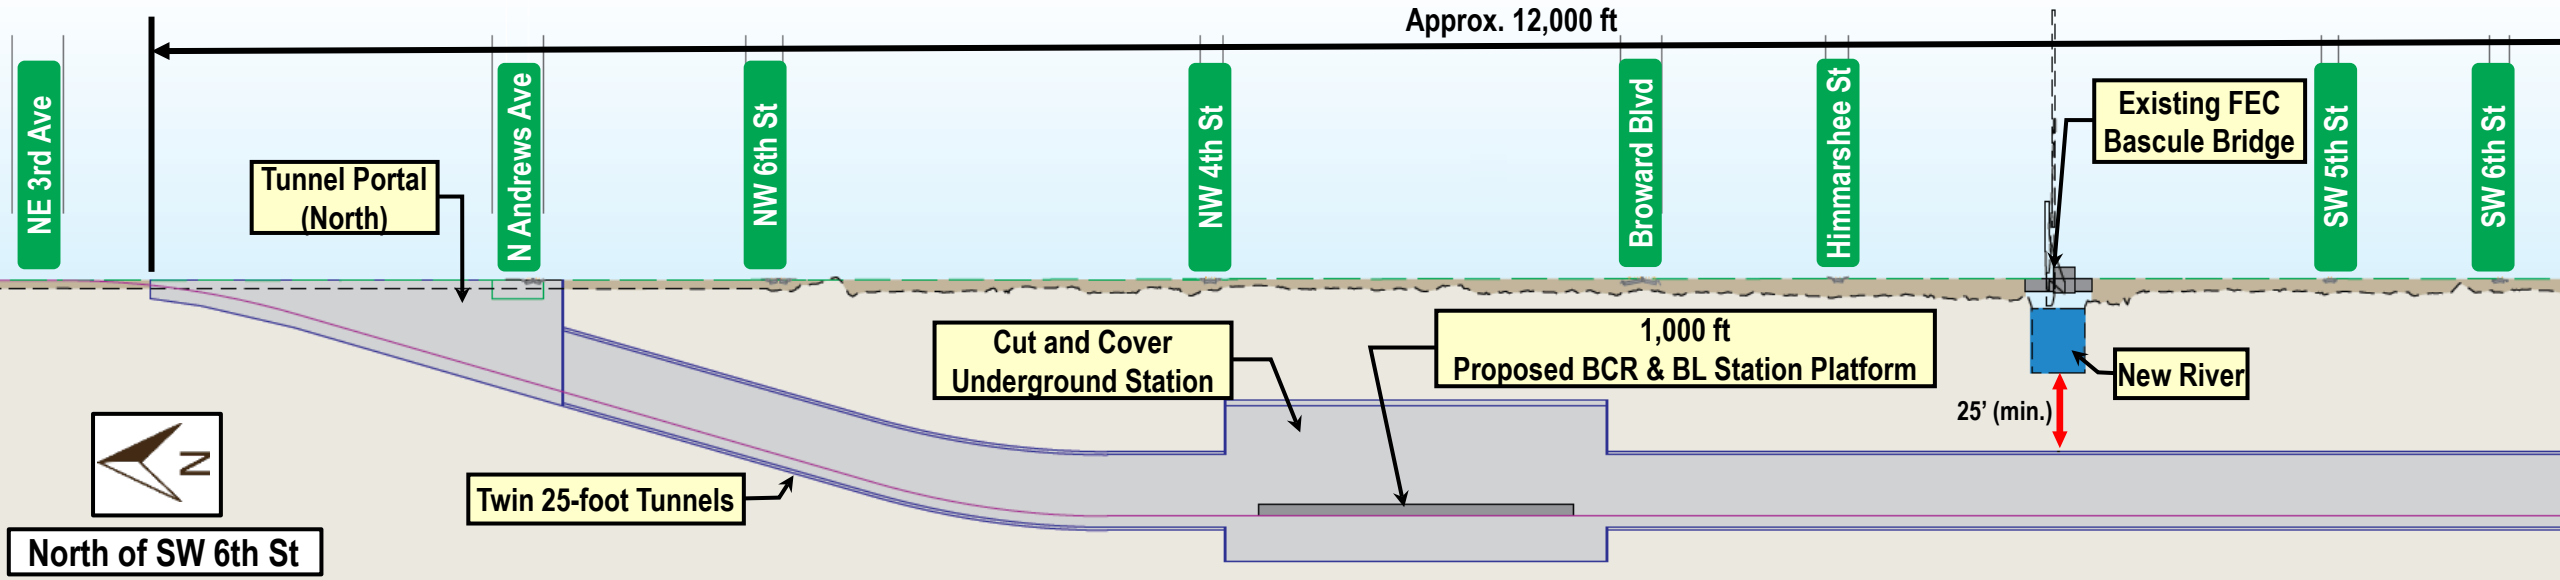 Approx. 12,000 ft
NE 3rd Ave
N Andrews Ave
NW 6th St
NW 4th St
Broward Blvd
Himmarshee St
SW 5th St
SW 6th St
Existing FEC
Bascule Bridge
Tunnel Portal
(North)
Cut and Cover
Underground Station
1,000 ft
Proposed BCR & BL Station Platform
New River
25' (min.)
N
Twin 25-foot Tunnels
North of SW 6th St